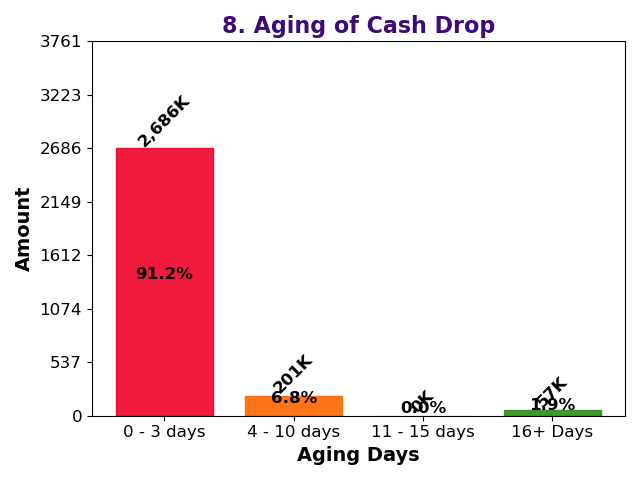 8. Aging of Cash Drop
Amount
3761
3223
2686
2149
1612
1074
537
0
2,686K
91.2%
201K
6.8%
0K
0.0%
57K
1.9%
0 - 3 days
4 - 10 days
11 - 15 days
16+ Days
Aging Days